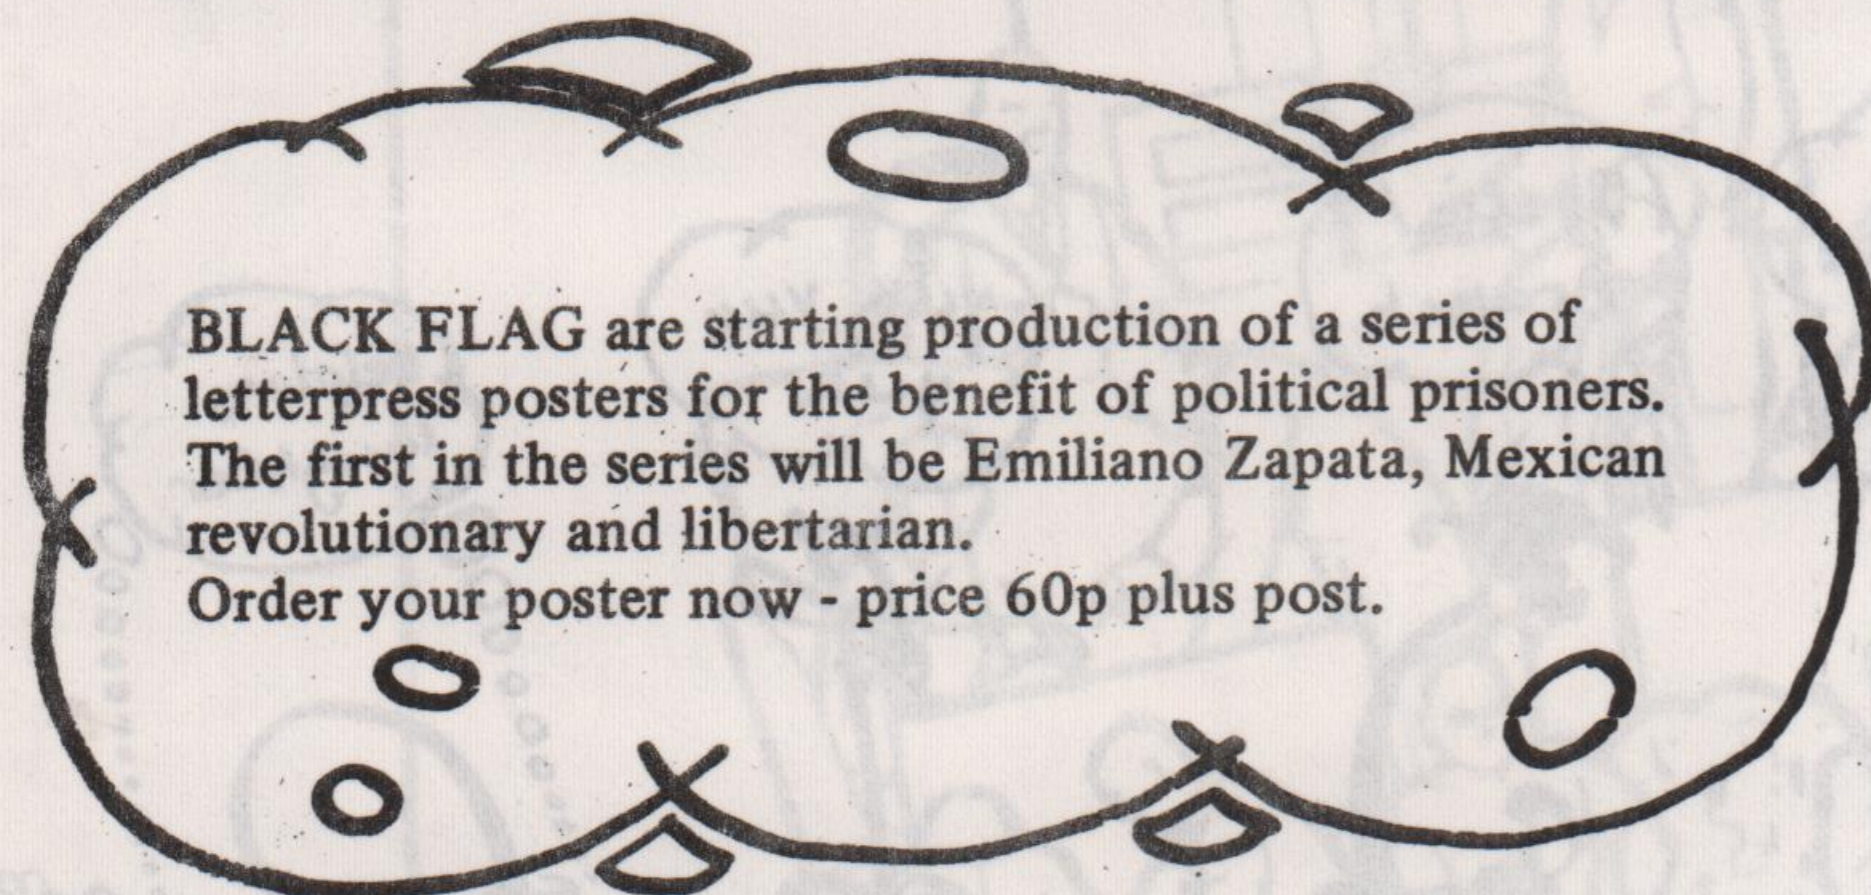 BLACK FLAG are starting production of a series of
letterpress posters for the benefit of political prisoners.
The first in the series will be Emiliano Zapata, Mexican
revolutionary and libertarian.
Order your poster now - price 60p plus post.